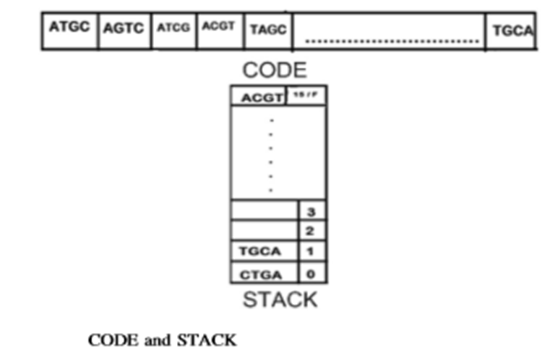 ATGC AGTC ATCG ACGT TAGC ............................. TGCA
CODE
ACGT 15 / F
3
2
TGCA 1
CTGA 0
STACK
CODE and STACK